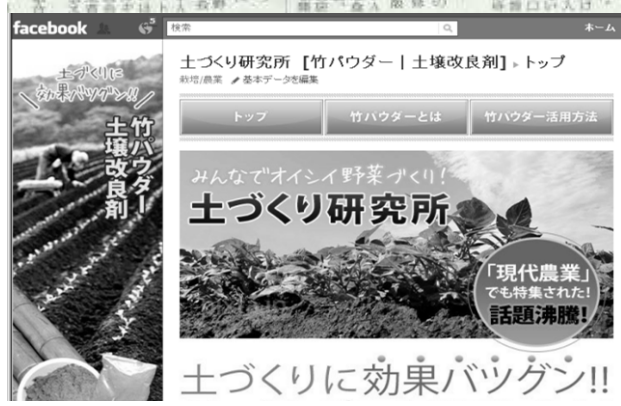 facebook
5
検索
ホーム
土づくり研究所 [竹パウダー|土壌改良剤] ▸ トップ
栽培/農業 基本データを編集
土づくりに
効果バツグン!!
竹パウダー
土壌改良剤
トップ
竹パウダーとは
竹パウダー活用方法
みんなでオイシイ野菜づくり!
土づくり研究所
「現代農業」
でも特集された!
話題沸騰!
土づくりに効果バツグン!!